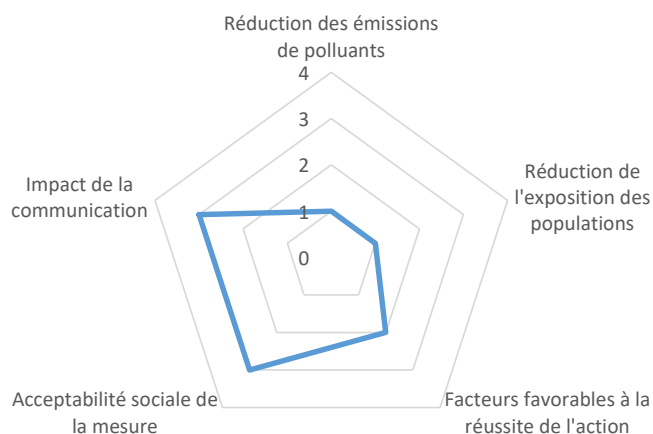 Réduction des émissions
de polluants
4
3
2
1
0
Réduction de
l'exposition des
populations
Facteurs favorables à la
réussite de l'action
Acceptabilité sociale de
la mesure
Impact de la
communication